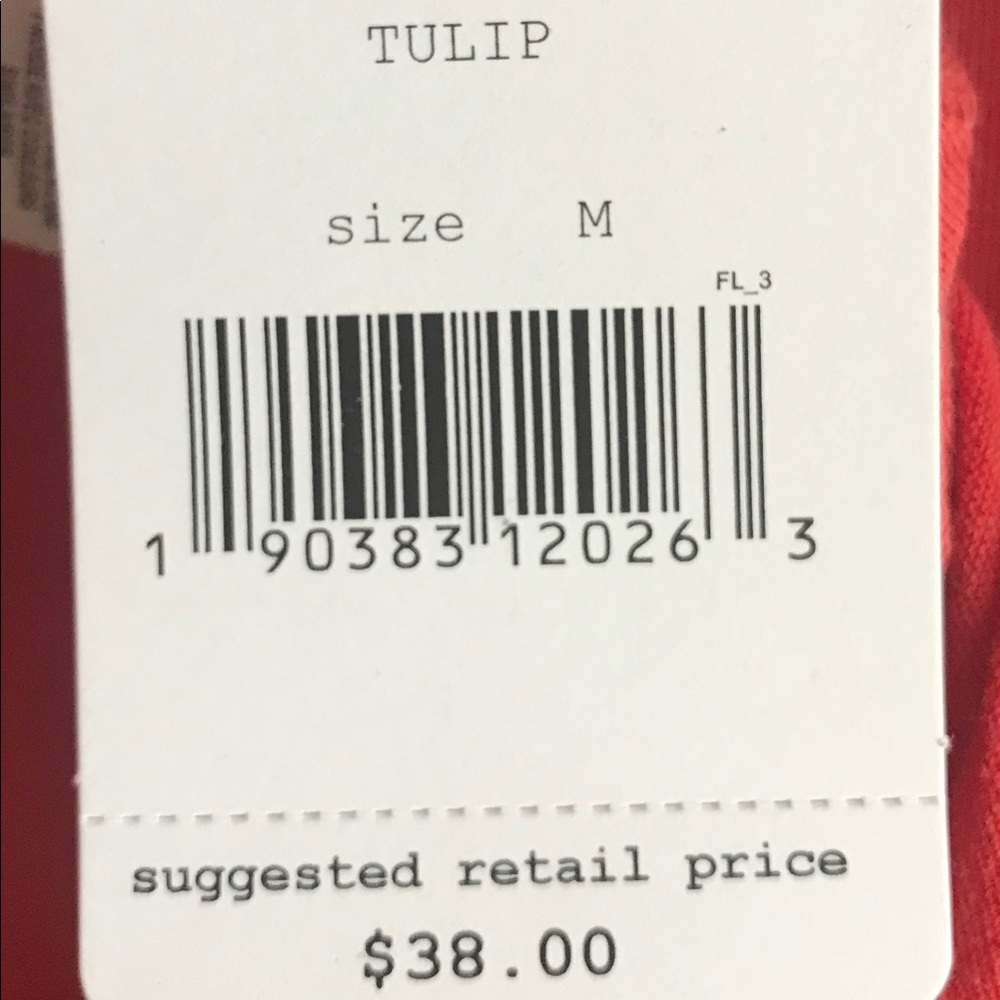 TULIP
size M
FL_3
1 90383 12026 3
suggested retail price
$38.00